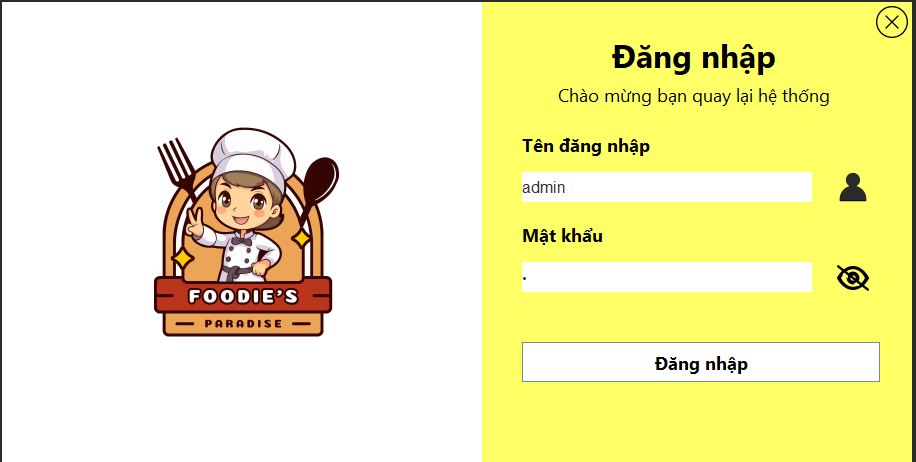 FOODIE'S
PARADISE
Đăng nhập
Chào mừng bạn quay lại hệ thống
Tên đăng nhập
admin
Mật khẩu
Đăng nhập